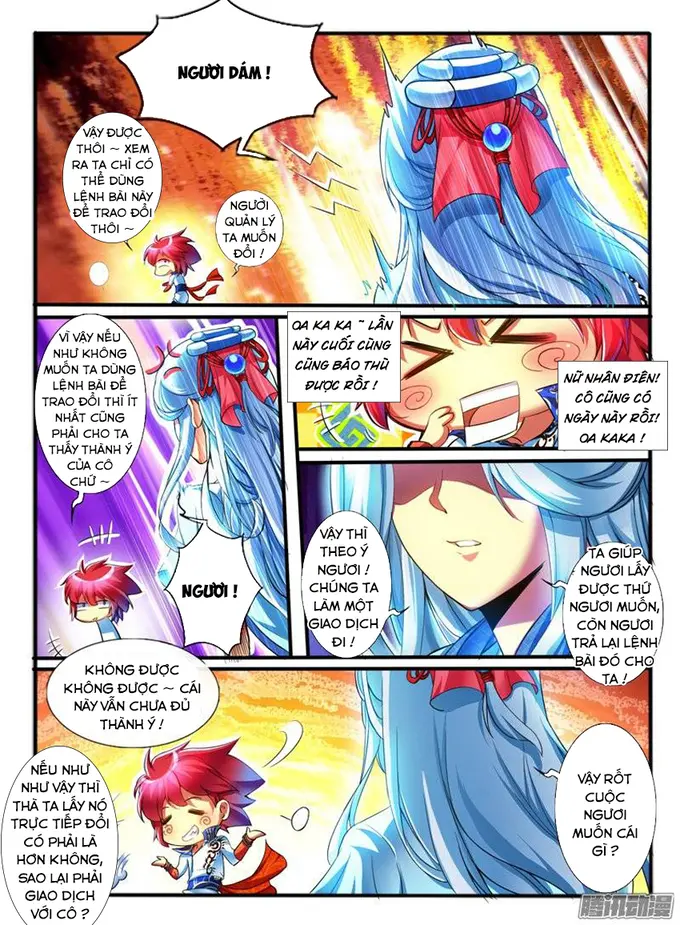 NGƯƠI DÁM !
VẬY ĐƯỢC
THÔI ~ XEM
RA TA CHỈ CÓ
THỂ DÙNG
LỆNH BÀI NÀY
ĐỂ TRAO ĐỔI
THÔI ~
NGƯỜI
QUẢN LÝ
TA MUỐN
ĐỔI !
VÌ VẬY NẾU
NHƯ KHÔNG
MUỐN TA DÙNG
LỆNH BÀI ĐỂ
TRAO ĐỔI THÌ ÍT
NHẤT CŨNG
PHẢI CHO TA
THẤY THÀNH Ý
CỦA CÔ
CHỨ ~
NGƯƠI !
OA KA KA ~ LẦN
NÀY CUỐI CÙNG
CŨNG BÁO THÙ
ĐƯỢC RỒI !
NỮ NHÂN ĐIÊN!
CÔ CŨNG CÓ
NGÀY NÀY RỒI!
OA KAKA !
VẬY THÌ
THEO Ý
NGƯƠI !
CHÚNG TA
LÀM MỘT
GIAO DỊCH
ĐI !
TA GIÚP
NGƯƠI LẤY
ĐƯỢC THỨ
NGƯƠI MUỐN,
CÒN NGƯƠI
TRẢ LẠI LỆNH
BÀI ĐÓ CHO
TA !
KHÔNG ĐƯỢC
KHÔNG ĐƯỢC ~ CÁI
NÀY VẪN CHƯA ĐỦ
THÀNH Ý !
NẾU NHƯ
NHƯ VẬY THÌ
THÀ TA LẤY NÓ
TRỰC TIẾP ĐỔI
CÓ PHẢI LÀ
HƠN KHÔNG,
SAO LẠI PHẢI
GIAO DỊCH
VỚI CÔ ?
VẬY RỐT
CUỘC
NGƯƠI
MUỐN CÁI
GÌ ?
腾讯动漫